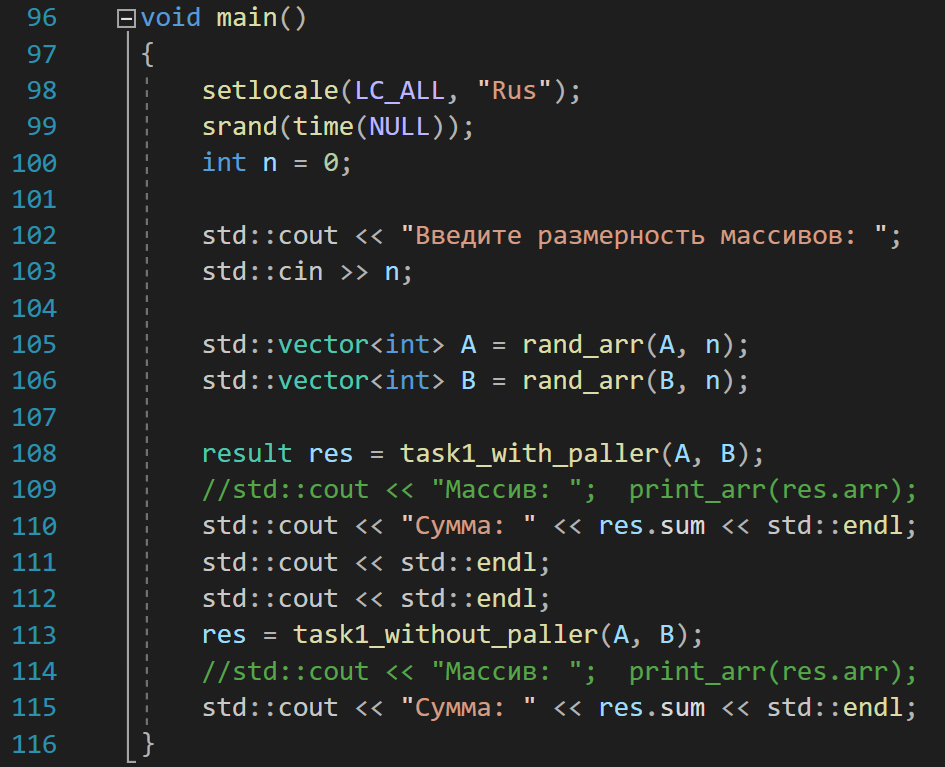 96 void main()
97 {
98 setlocale(LC_ALL, "Rus");
99 srand(time(NULL));
100 int n = 0;
101
102 std::cout << "Введите размерность массивов: ";
103 std::cin >> n;
104
105 std::vector<int> A = rand_arr(A, n);
106 std::vector<int> B = rand_arr(B, n);
107
108 result res = task1_with_paller(A, B);
109 //std::cout << "Массив: ";  print_arr(res.arr);
110 std::cout << "Сумма: " << res.sum << std::endl;
111 std::cout << std::endl;
112 std::cout << std::endl;
113 res = task1_without_paller(A, B);
114 //std::cout << "Массив: ";  print_arr(res.arr);
115 std::cout << "Сумма: " << res.sum << std::endl;
116 }